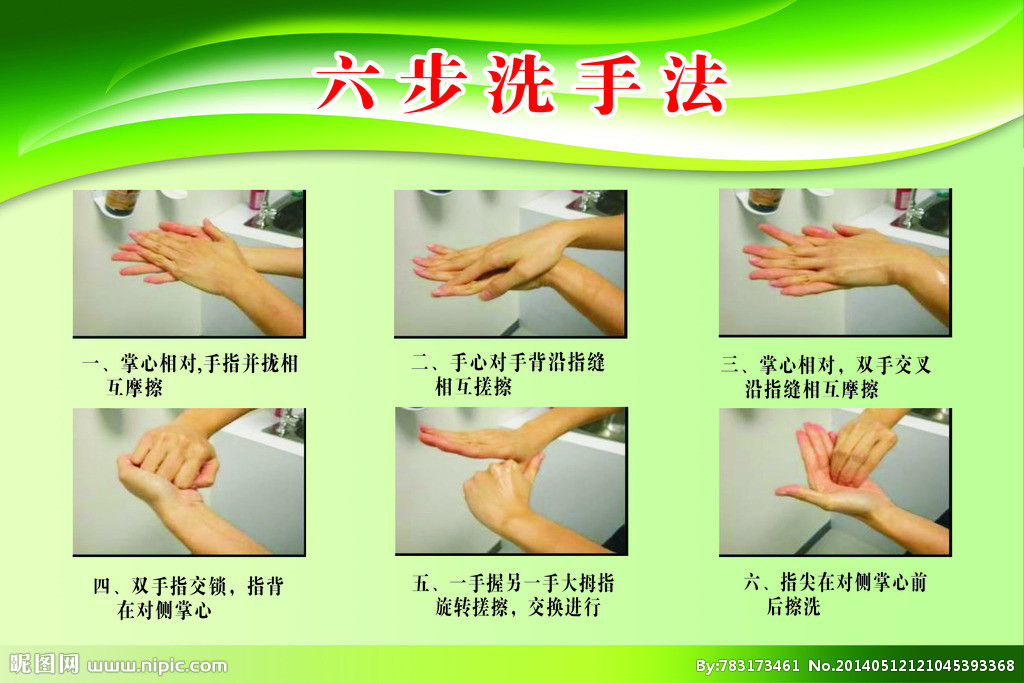 六步洗手法
一、掌心相对,手指并拢相
互摩擦
二、手心对手背沿指缝
相互搓擦
三、掌心相对，双手交叉
沿指缝相互摩擦
四、双手指交锁，指背
在对侧掌心
五、一手握另一手大拇指
旋转搓擦，交换进行
六、指尖在对侧掌心前
后擦洗
昵图网 www.nipic.com
By:783173461 No.20140512121045393368